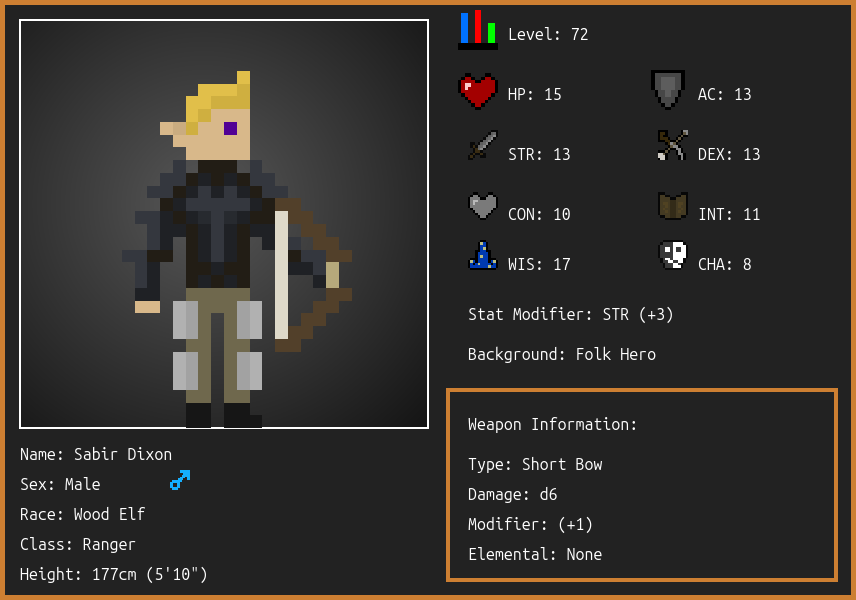 Level: 72
HP: 15
AC: 13
STR: 13
DEX: 13
CON: 10
INT: 11
WIS: 17
CHA: 8
Stat Modifier: STR (+3)
Background: Folk Hero
Weapon Information:
Type: Short Bow
Damage: d6
Modifier: (+1)
Elemental: None
Name: Sabir Dixon
Sex: Male
Race: Wood Elf
Class: Ranger
Height: 177cm (5'10")